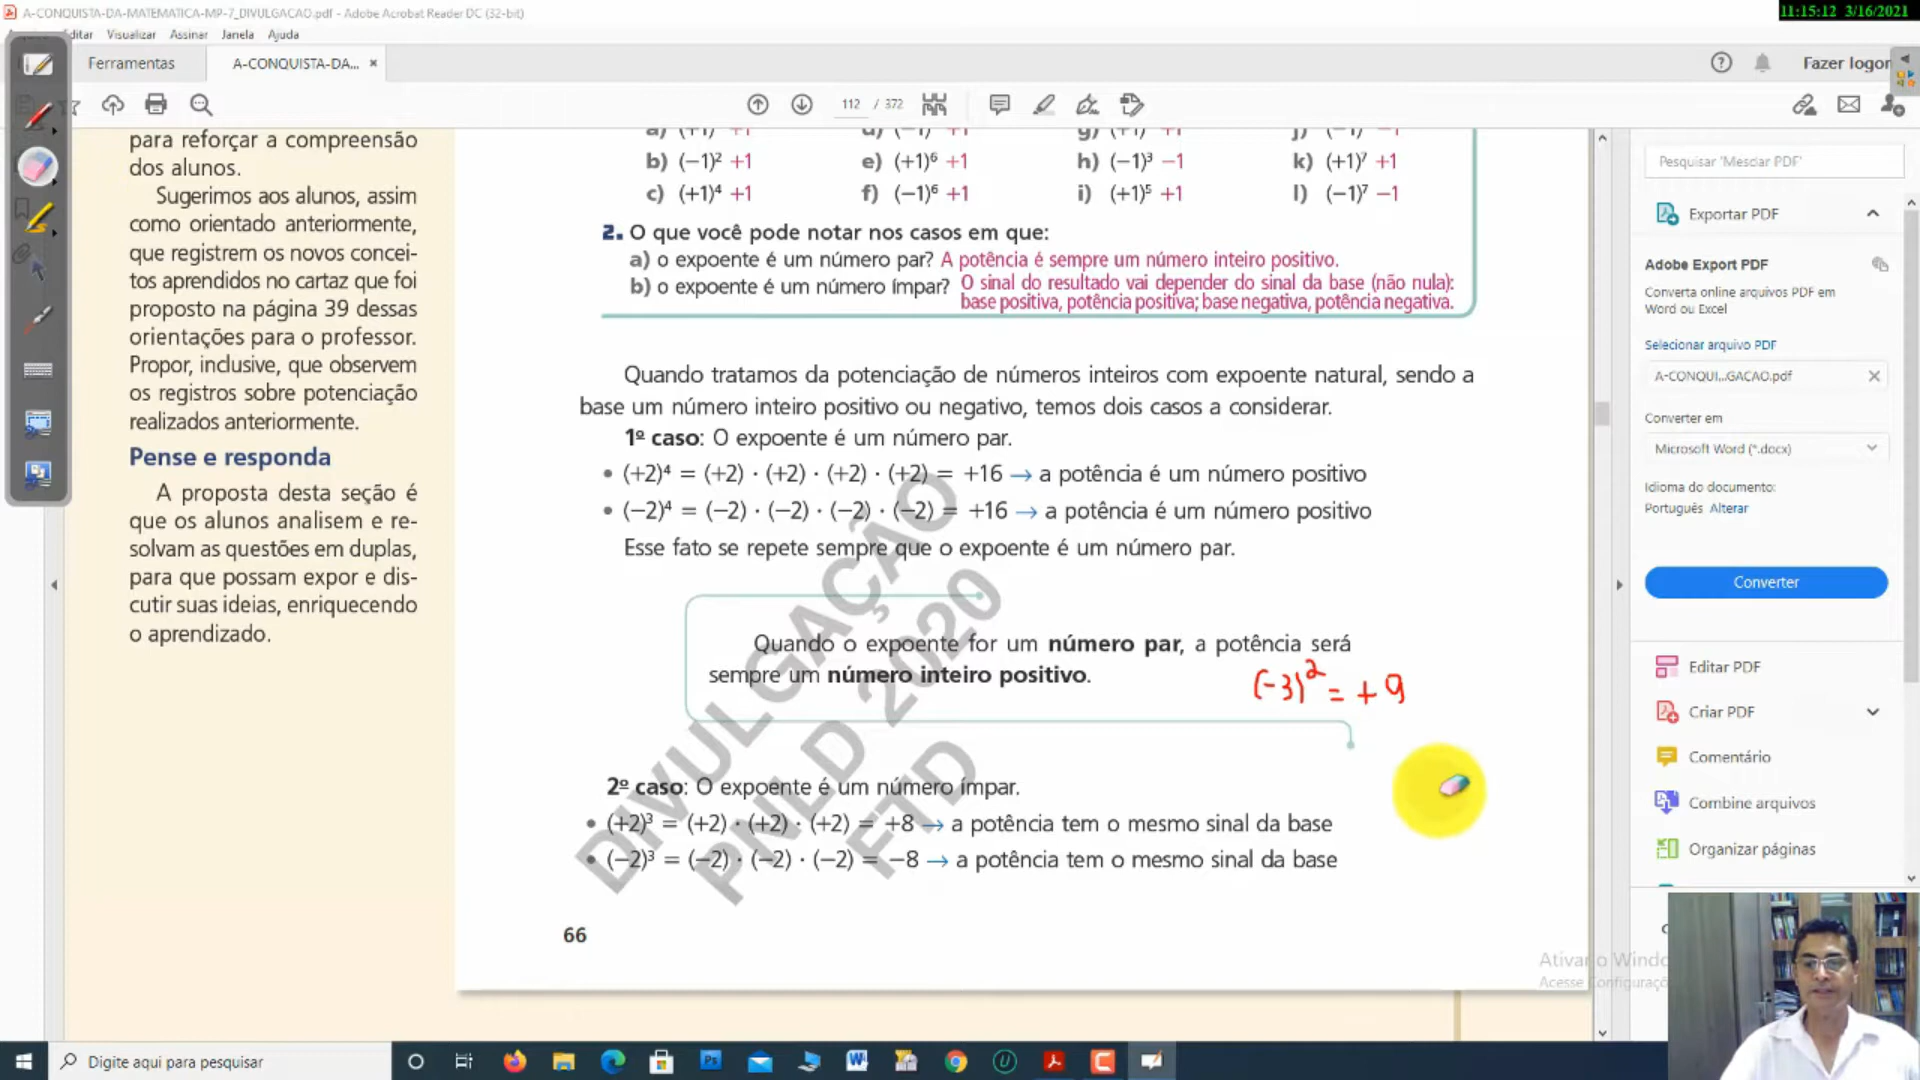 A-CONQUISTA-DA-MATEMATICA-MP-7_DIVULGACAO.pdf - Adobe Acrobat Reader DC (32-bit)
11:15:12 3/16/2021
Editar Visualizar Assinar Janela Ajuda
Ferramentas
A-CONQUISTA-DA... ×
Fazer logon
112 / 372
para reforçar a compreensão
dos alunos.
Sugerimos aos alunos, assim
como orientado anteriormente,
que registrem os novos concei-
tos aprendidos no cartaz que foi
proposto na página 39 dessas
orientações para o professor.
Propor, inclusive, que observem
os registros sobre potenciação
realizados anteriormente.
Pense e responda
A proposta desta seção é
que os alunos analisem e re-
solvam as questões em duplas,
para que possam expor e dis-
cutir suas ideias, enriquecendo
o aprendizado.
b) (−1)² +1 e) (+1)⁶ +1 h) (−1)³ −1 k) (+1)⁷ +1
c) (+1)⁴ +1 f) (−1)⁶ +1 i) (+1)⁵ +1 l) (−1)⁷ −1
2. O que você pode notar nos casos em que:
a) o expoente é um número par? A potência é sempre um número inteiro positivo.
b) o expoente é um número ímpar? O sinal do resultado vai depender do sinal da base (não nula):
base positiva, potência positiva; base negativa, potência negativa.
Quando tratamos da potenciação de números inteiros com expoente natural, sendo a
base um número inteiro positivo ou negativo, temos dois casos a considerar.
1º caso: O expoente é um número par.
• (+2)⁴ = (+2) · (+2) · (+2) · (+2) = +16 → a potência é um número positivo
• (−2)⁴ = (−2) · (−2) · (−2) · (−2) = +16 → a potência é um número positivo
Esse fato se repete sempre que o expoente é um número par.
Quando o expoente for um número par, a potência será
sempre um número inteiro positivo.
(-3)² = +9
2º caso: O expoente é um número ímpar.
• (+2)³ = (+2) · (+2) · (+2) = +8 → a potência tem o mesmo sinal da base
• (−2)³ = (−2) · (−2) · (−2) = −8 → a potência tem o mesmo sinal da base
66
DIVULGAÇÃO
PNLD 2020
FTD
Pesquisar 'Mesclar PDF'
Exportar PDF
Adobe Export PDF
Converta online arquivos PDF em
Word ou Excel
Selecionar arquivo PDF
A-CONQUI...GACAO.pdf
Converter em
Microsoft Word (*.docx)
Idioma do documento:
Português Alterar
Converter
Editar PDF
Criar PDF
Comentário
Combine arquivos
Organizar páginas
Ativar o Windo
Acesse Configuraçõ
Digite aqui para pesquisar